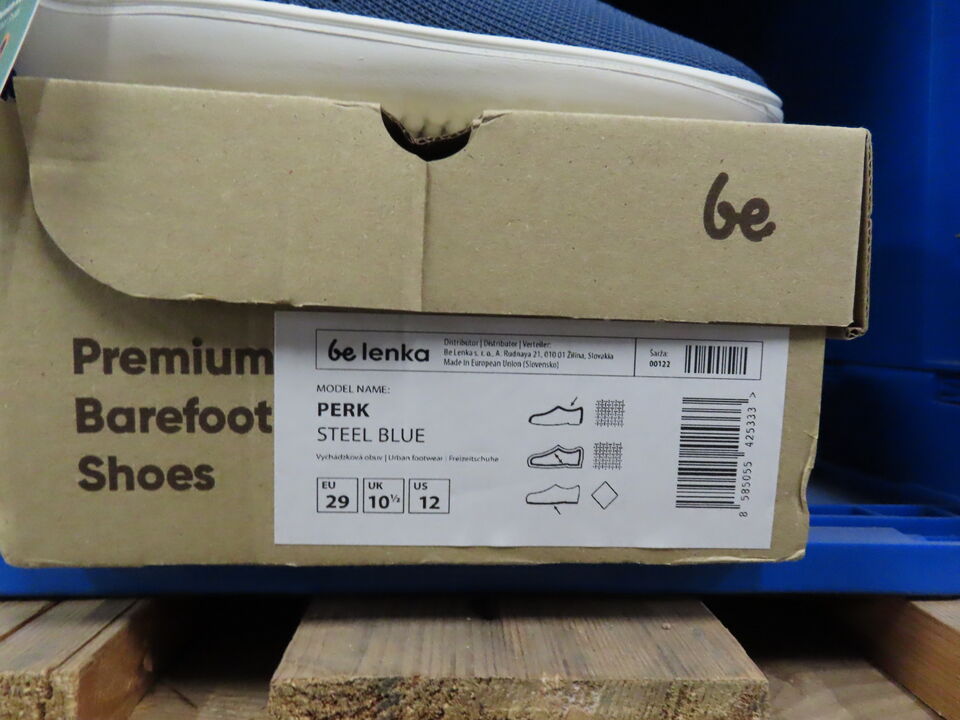 be
Premium
Barefoot
Shoes
be lenka
Distributor | Distributor | Verteiler:
Be Lenka s. r. o., A. Rudnaya 21, 010 01 Žilina, Slovakia
Made in European Union (Slovensko)
Šarža:
00122
MODEL NAME:
PERK
STEEL BLUE
Vychádzková obuv | Urban footwear | Freizeitschuhe
EU UK US
29 10½ 12
8 585055 425333 >